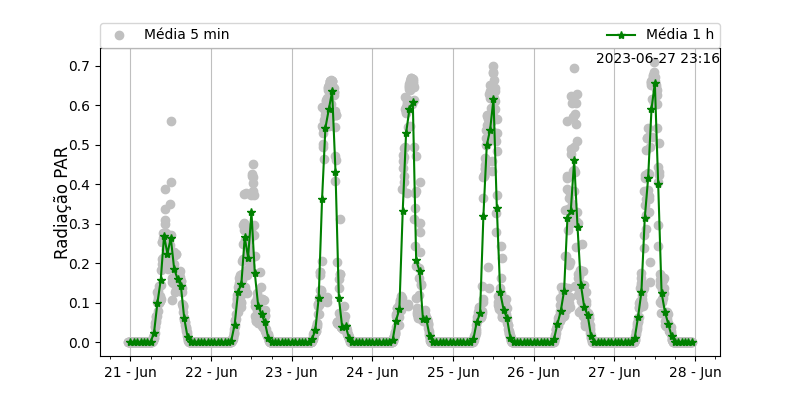 Média 5 min
Média 1 h
2023-06-27 23:16
Radiação PAR
0.7
0.6
0.5
0.4
0.3
0.2
0.1
0.0
21 - Jun
22 - Jun
23 - Jun
24 - Jun
25 - Jun
26 - Jun
27 - Jun
28 - Jun